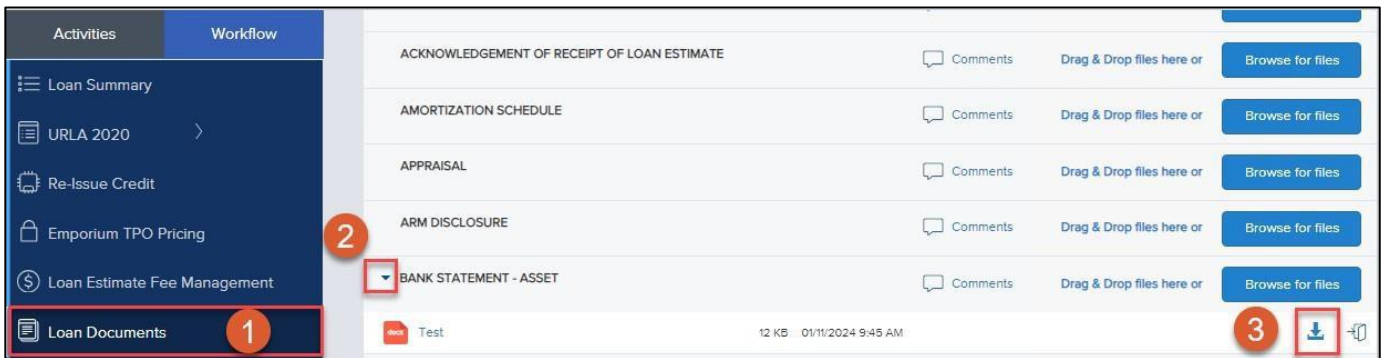 Activities Workflow
Loan Summary
URLA 2020
Re-Issue Credit
Emporium TPO Pricing
Loan Estimate Fee Management
Loan Documents 1
ACKNOWLEDGEMENT OF RECEIPT OF LOAN ESTIMATE Comments Drag & Drop files here or Browse for files
AMORTIZATION SCHEDULE Comments Drag & Drop files here or Browse for files
APPRAISAL Comments Drag & Drop files here or Browse for files
ARM DISCLOSURE Comments Drag & Drop files here or Browse for files
2
BANK STATEMENT - ASSET Comments Drag & Drop files here or Browse for files
docx Test 12 KB 01/11/2024 9:45 AM 3